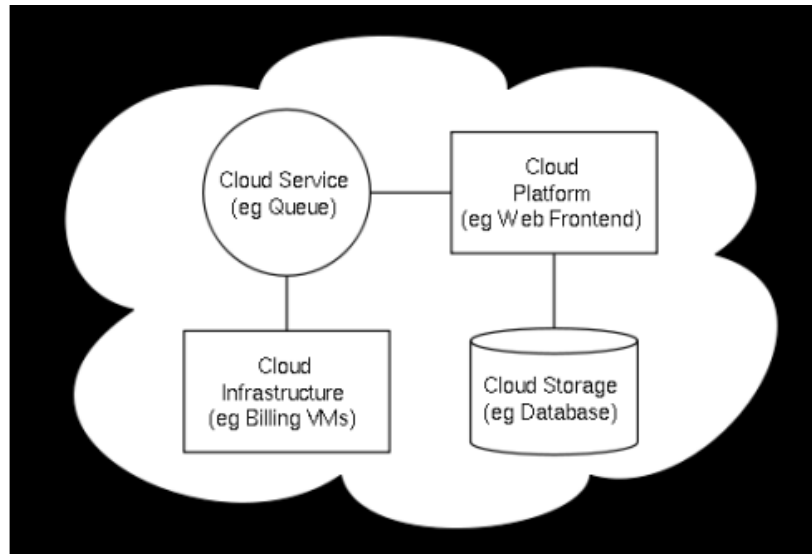 Cloud Service
(eg Queue)
Cloud
Platform
(eg Web Frontend)
Cloud
Infrastructure
(eg Billing VMs)
Cloud Storage
(eg Database)